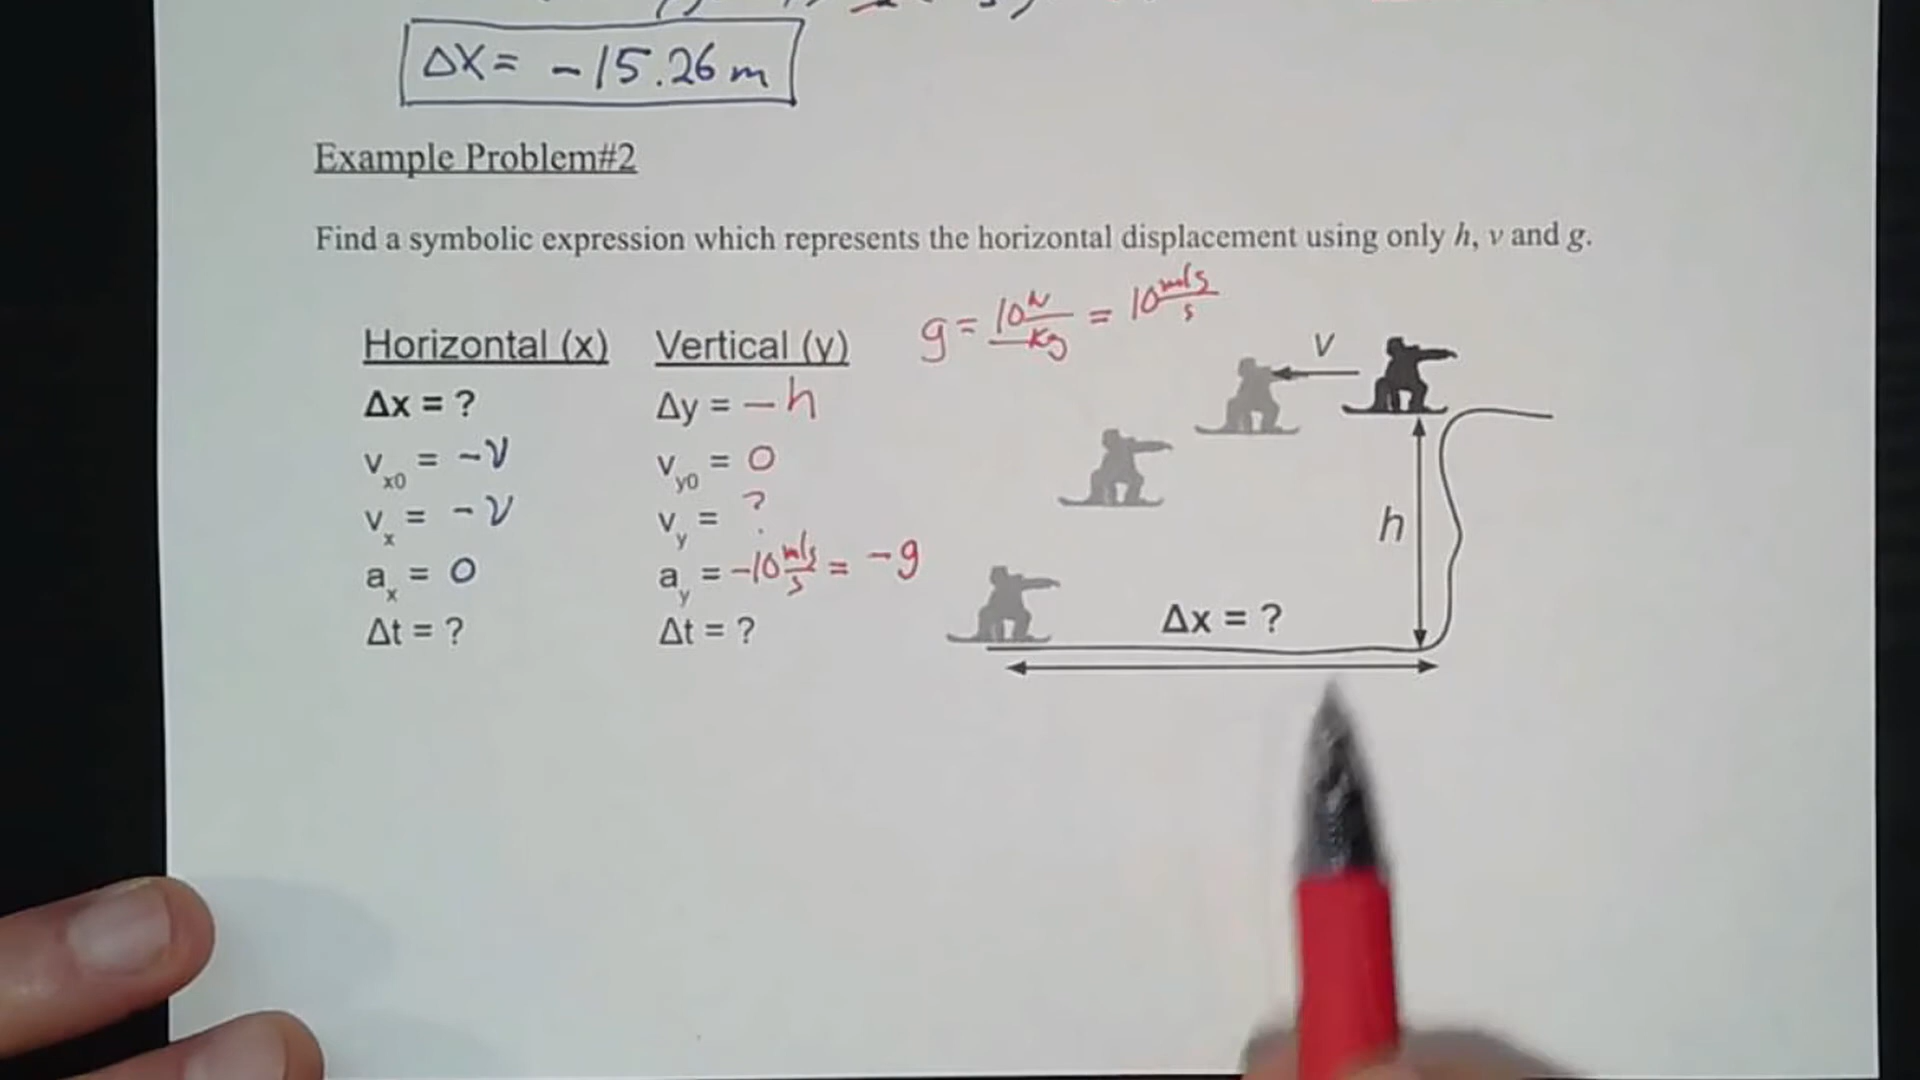 ΔX = -15.26 m
Example Problem#2
Find a symbolic expression which represents the horizontal displacement using only h, v and g.
g = 10 N/kg = 10 m/s/s
Horizontal (x) Vertical (y)
Δx = ? Δy = -h
v_x0 = -v v_y0 = 0
v_x = -v v_y = ?
a_x = 0 a_y = -10 m/s/s = -g
Δt = ? Δt = ?
v
h
Δx = ?